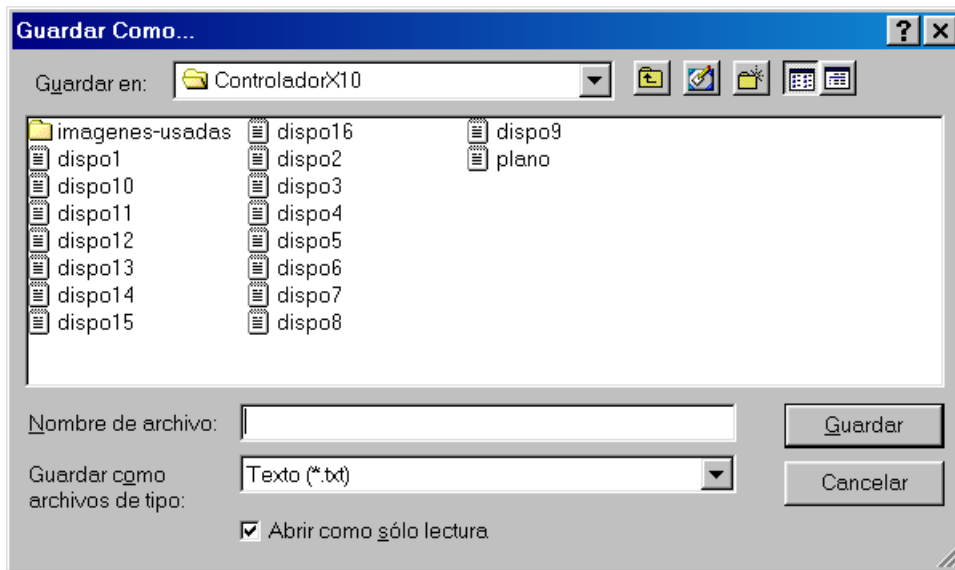 Guardar Como...
Guardar en: ControladorX10
imagenes-usadas dispo16 dispo9
dispo1 dispo2 plano
dispo10 dispo3
dispo11 dispo4
dispo12 dispo5
dispo13 dispo6
dispo14 dispo7
dispo15 dispo8
Nombre de archivo: Guardar
Guardar como archivos de tipo: Texto (*.txt) Cancelar
Abrir como sólo lectura